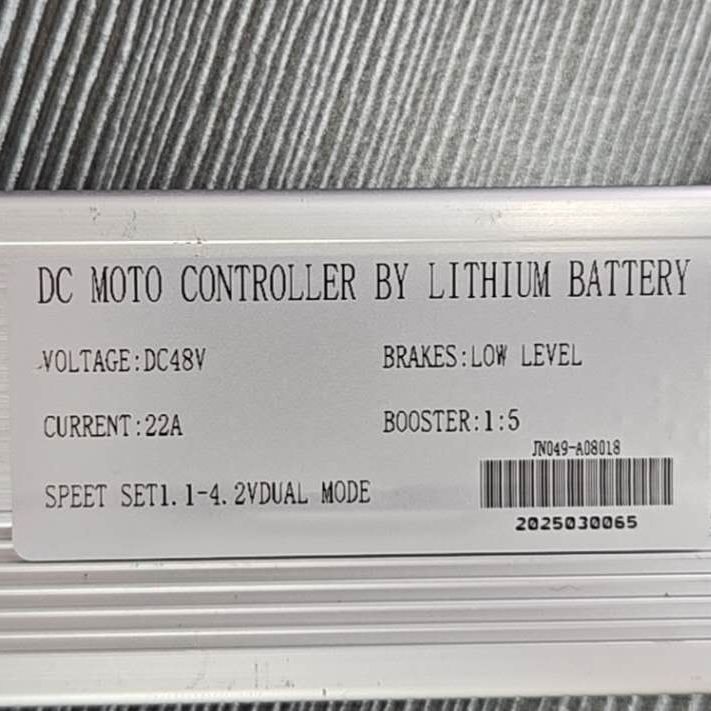 DC MOTO CONTROLLER BY LITHIUM BATTERY
VOLTAGE:DC48V
BRAKES:LOW LEVEL
CURRENT:22A
BOOSTER:1:5
JN049-A08018
SPEET SET1.1-4.2VDUAL MODE
2025030065